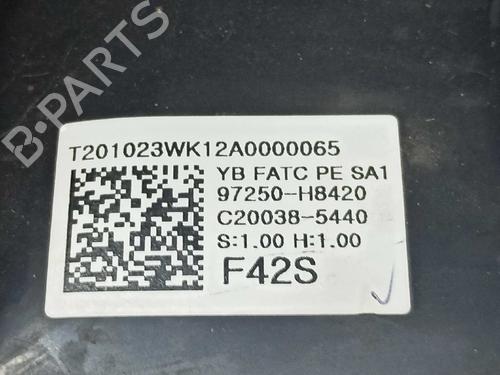 B-PARTS
T201023WK12A0000065
YB FATC PE SA1
97250-H8420
C20038-5440
S:1.00 H:1.00
F42S